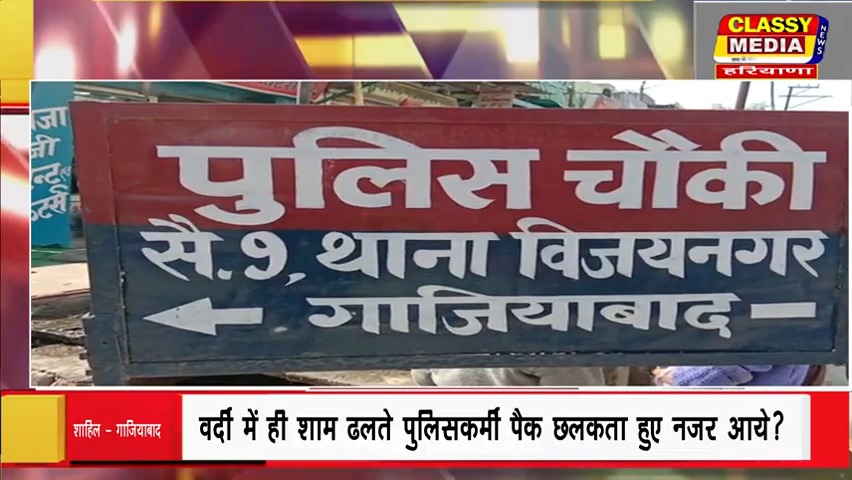 CLASSY
MEDIA
NEWS
हरियाणा
पुलिस चौकी
सै.9, थाना विजयनगर
गाजियाबाद
शाहिल - गाजियाबाद
वर्दी में ही शाम ढलते पुलिसकर्मी पैक छलकता हुए नजर आये?